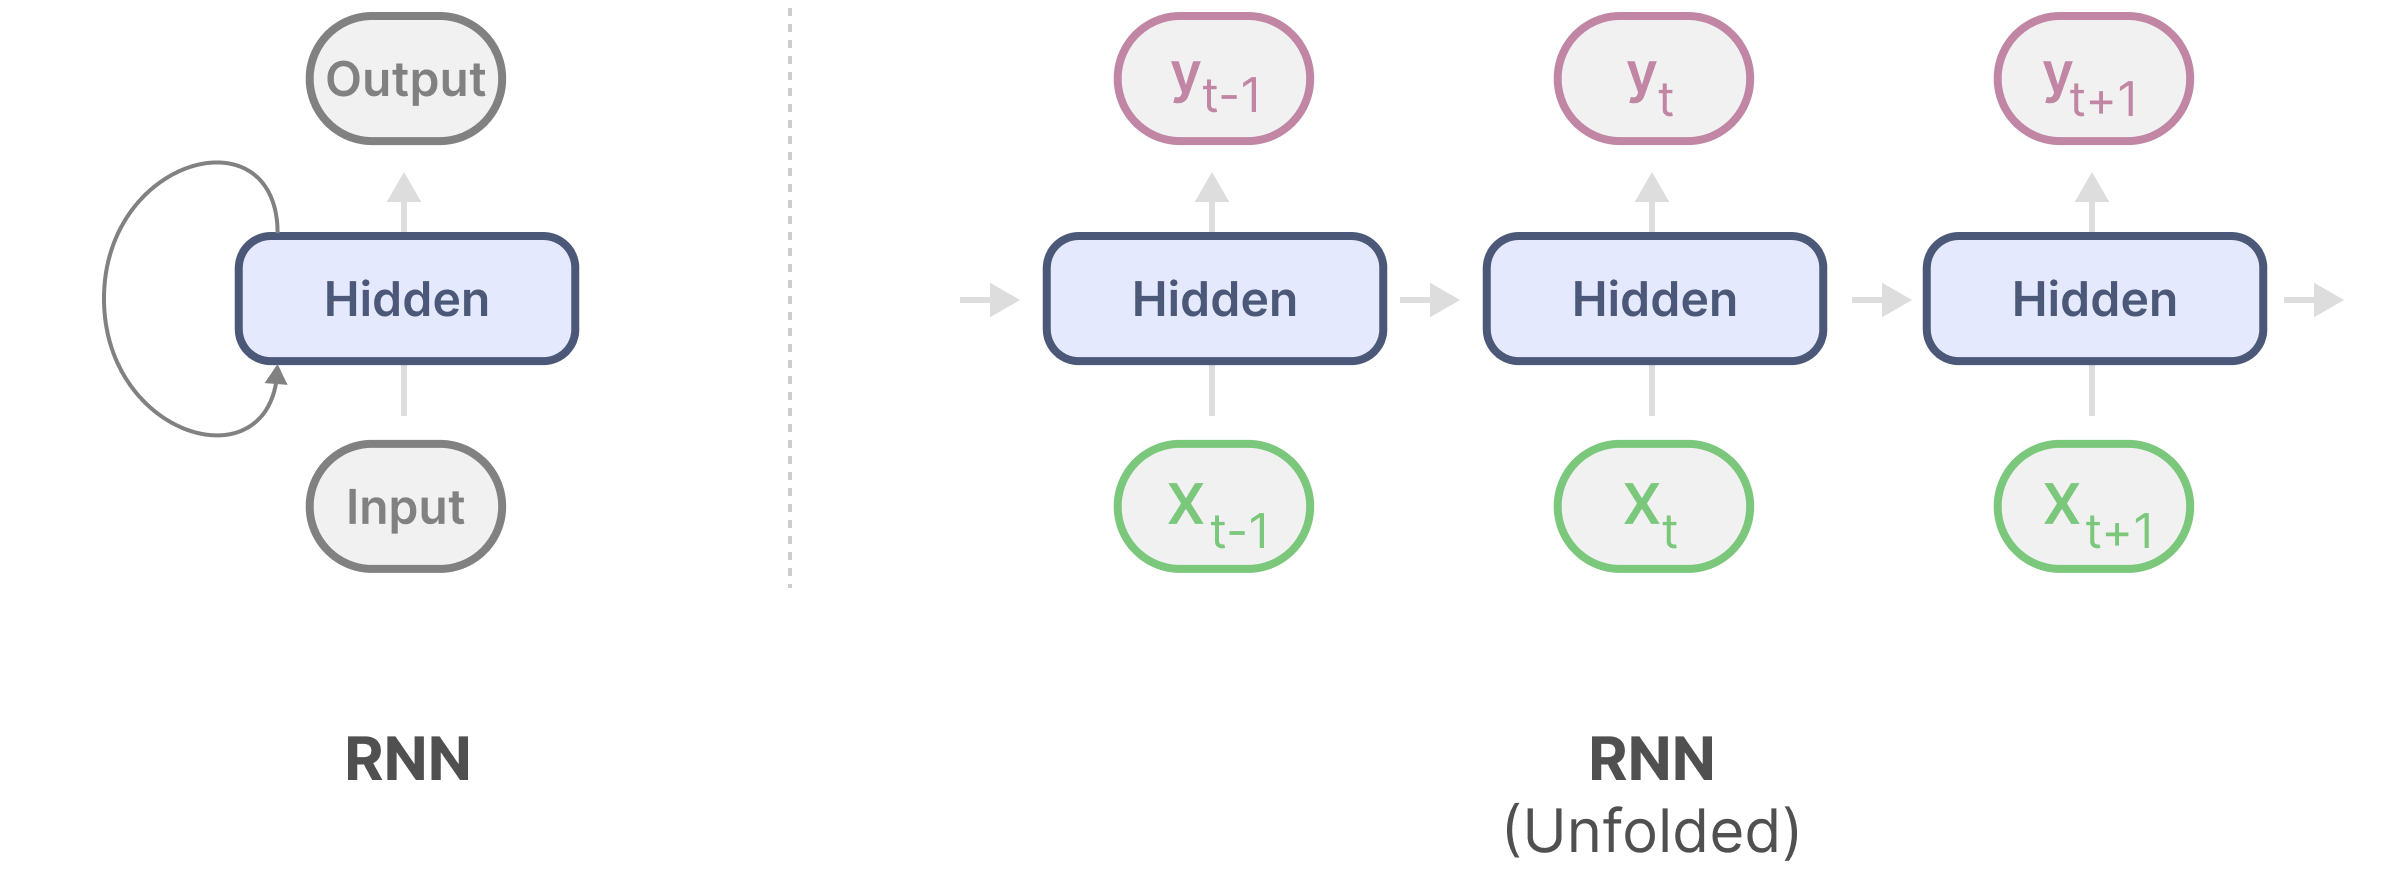 Output
Hidden
Input
RNN
y t-1
y t
y t+1
Hidden
Hidden
Hidden
X t-1
X t
X t+1
RNN
(Unfolded)